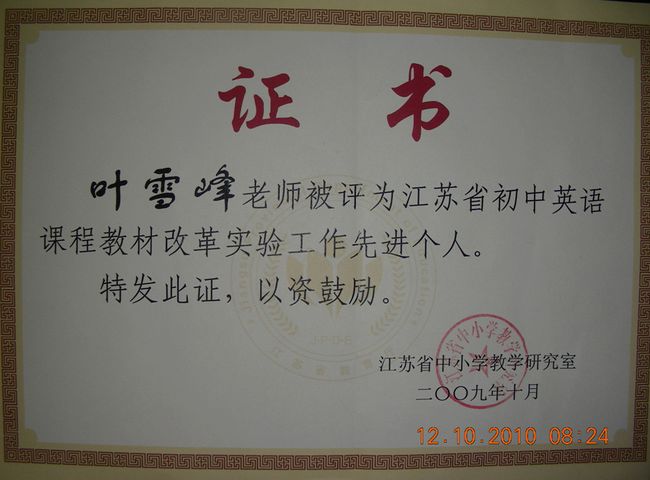 证书
叶雪峰老师被评为江苏省初中英语
课程教材改革实验工作先进个人。
特发此证，以资鼓励。
J·P·D·E
江苏省中小学教学研究室
二〇〇九年十月
12.10.2010 08:24